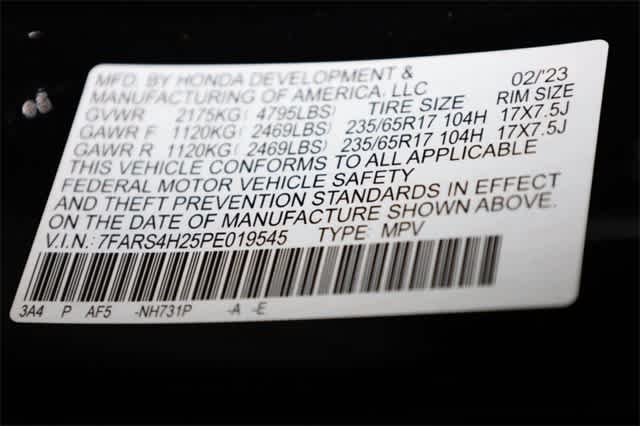 MFD. BY HONDA DEVELOPMENT & 02/'23
MANUFACTURING OF AMERICA, LLC
GVWR 2175KG( 4795LBS) TIRE SIZE RIM SIZE
GAWR F 1120KG( 2469LBS) 235/65R17 104H 17X7.5J
GAWR R 1120KG( 2469LBS) 235/65R17 104H 17X7.5J
THIS VEHICLE CONFORMS TO ALL APPLICABLE
FEDERAL MOTOR VEHICLE SAFETY
AND THEFT PREVENTION STANDARDS IN EFFECT
ON THE DATE OF MANUFACTURE SHOWN ABOVE.
V.I.N.: 7FARS4H25PE019545 TYPE: MPV
3A4 P AF5 -NH731P -A -E